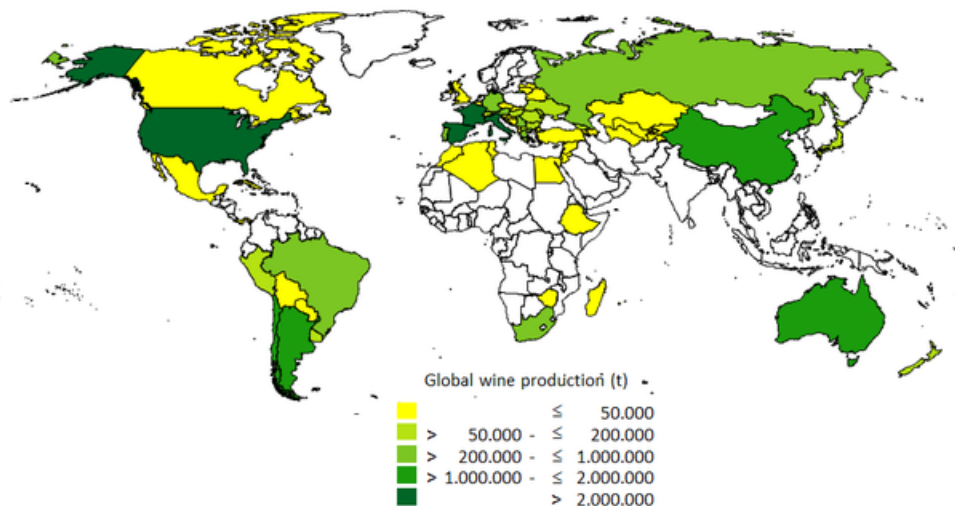 Global wine production (t)
≤ 50.000
> 50.000 - ≤ 200.000
> 200.000 - ≤ 1.000.000
> 1.000.000 - ≤ 2.000.000
> 2.000.000